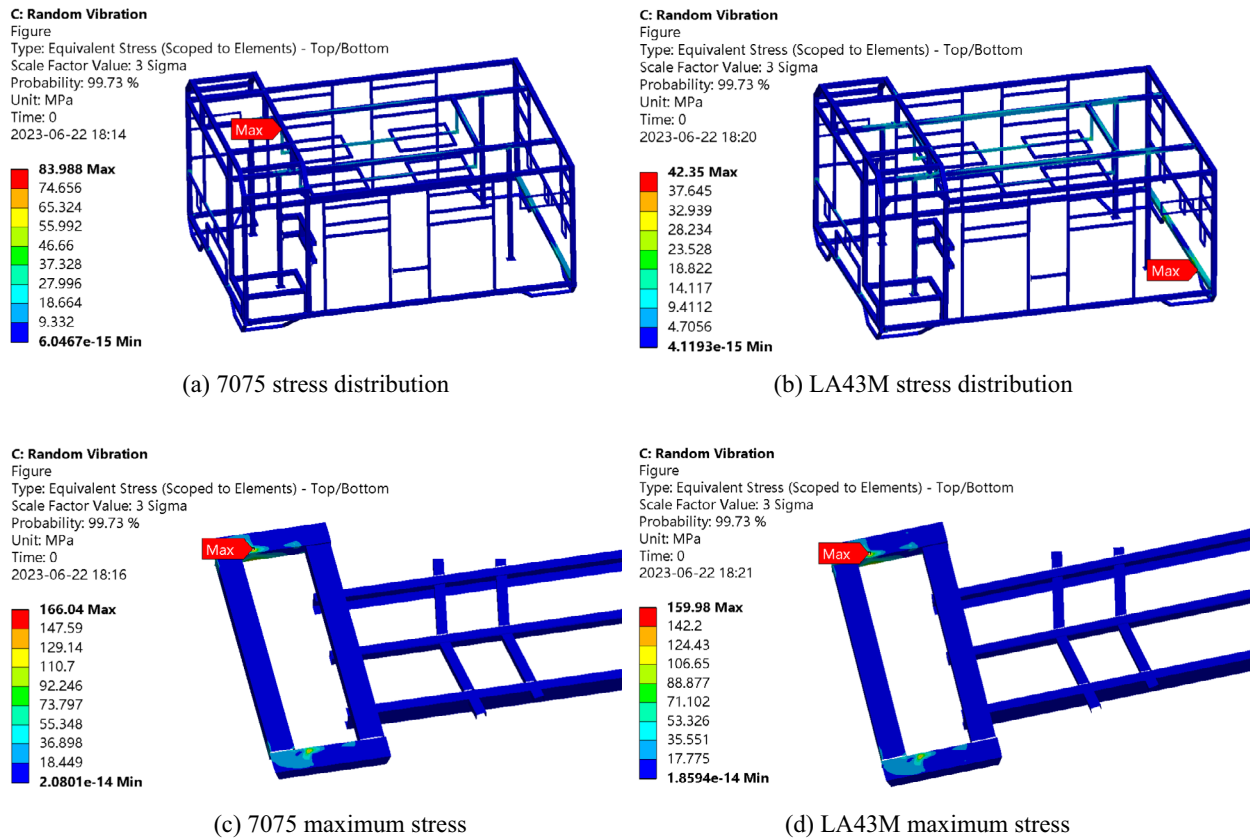 C: Random Vibration
Figure
Type: Equivalent Stress (Scoped to Elements) - Top/Bottom
Scale Factor Value: 3 Sigma
Probability: 99.73 %
Unit: MPa
Time: 0
2023-06-22 18:14
Max
83.988 Max
74.656
65.324
55.992
46.66
37.328
27.996
18.664
9.332
6.0467e-15 Min
(a) 7075 stress distribution
C: Random Vibration
Figure
Type: Equivalent Stress (Scoped to Elements) - Top/Bottom
Scale Factor Value: 3 Sigma
Probability: 99.73 %
Unit: MPa
Time: 0
2023-06-22 18:20
42.35 Max
37.645
32.939
28.234
23.528
18.822
14.117
9.4112
4.7056
4.1193e-15 Min
Max
(b) LA43M stress distribution
C: Random Vibration
Figure
Type: Equivalent Stress (Scoped to Elements) - Top/Bottom
Scale Factor Value: 3 Sigma
Probability: 99.73 %
Unit: MPa
Time: 0
2023-06-22 18:16
Max
166.04 Max
147.59
129.14
110.7
92.246
73.797
55.348
36.898
18.449
2.0801e-14 Min
(c) 7075 maximum stress
C: Random Vibration
Figure
Type: Equivalent Stress (Scoped to Elements) - Top/Bottom
Scale Factor Value: 3 Sigma
Probability: 99.73 %
Unit: MPa
Time: 0
2023-06-22 18:21
Max
159.98 Max
142.2
124.43
106.65
88.877
71.102
53.326
35.551
17.775
1.8594e-14 Min
(d) LA43M maximum stress